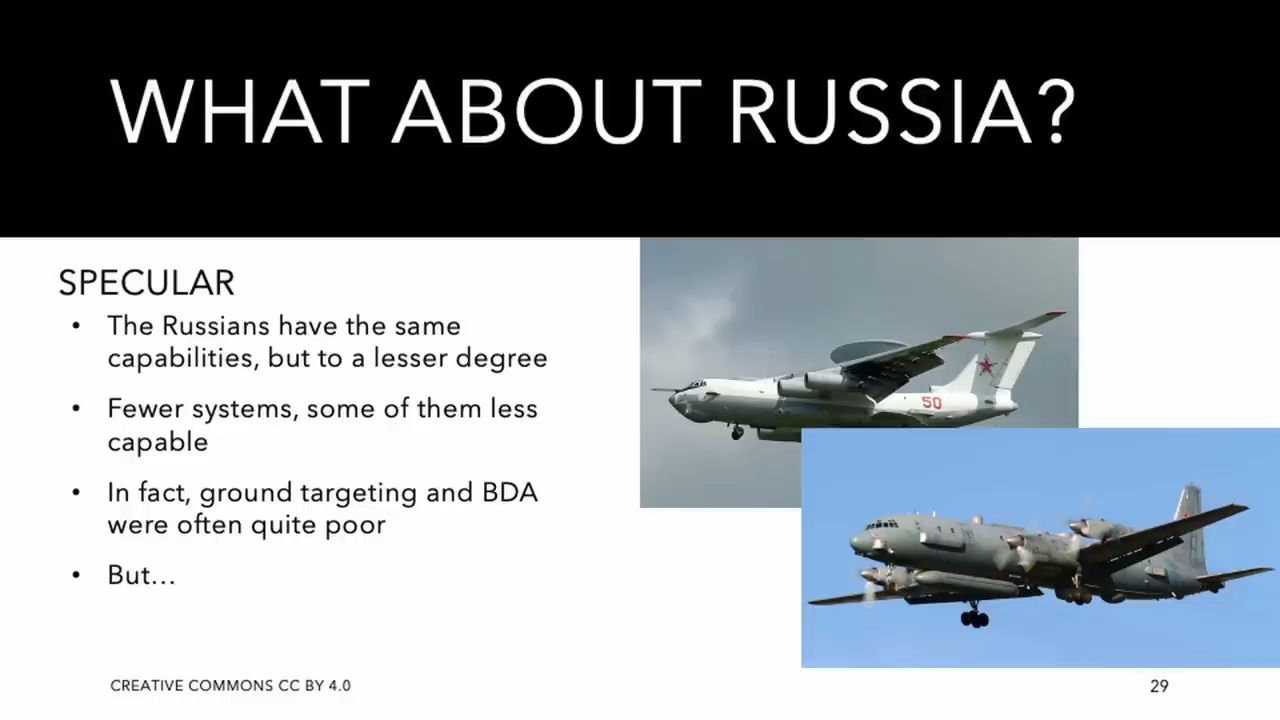 WHAT ABOUT RUSSIA?
SPECULAR
• The Russians have the same
capabilities, but to a lesser degree
• Fewer systems, some of them less
capable
• In fact, ground targeting and BDA
were often quite poor
• But…
50
CREATIVE COMMONS CC BY 4.0
29